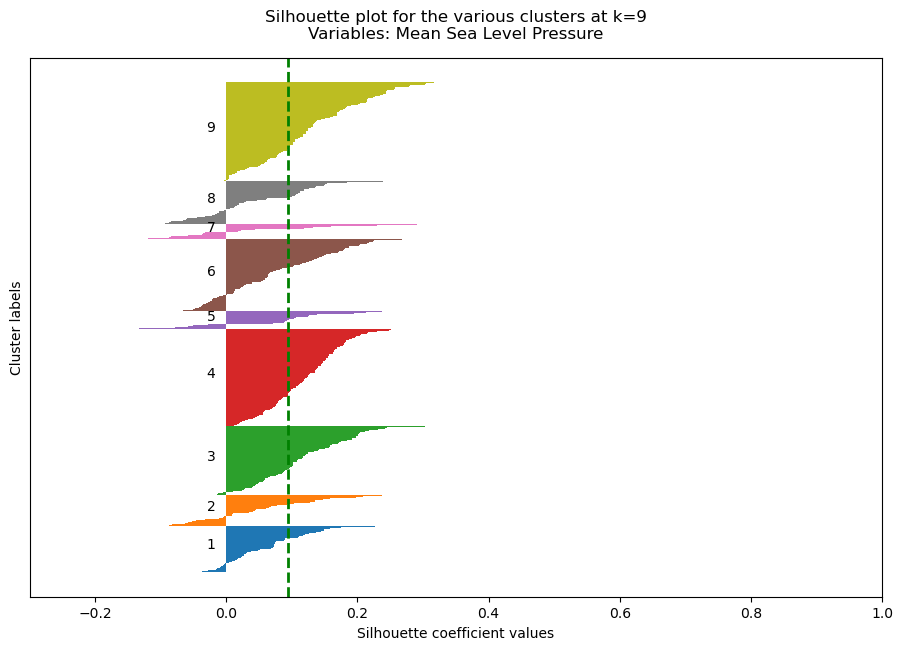 Silhouette plot for the various clusters at k=9
Variables: Mean Sea Level Pressure
Cluster labels
9
8
7
6
5
4
3
2
1
−0.2 0.0 0.2 0.4 0.6 0.8 1.0
Silhouette coefficient values